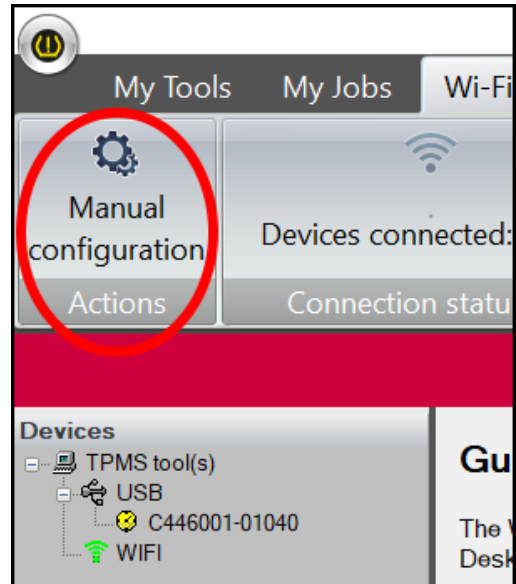 My Tools My Jobs Wi-Fi
Manual
configuration
Devices connected:
Actions Connection statu
Devices
TPMS tool(s)
USB
C446001-01040
WIFI
Gu
The W
Desk